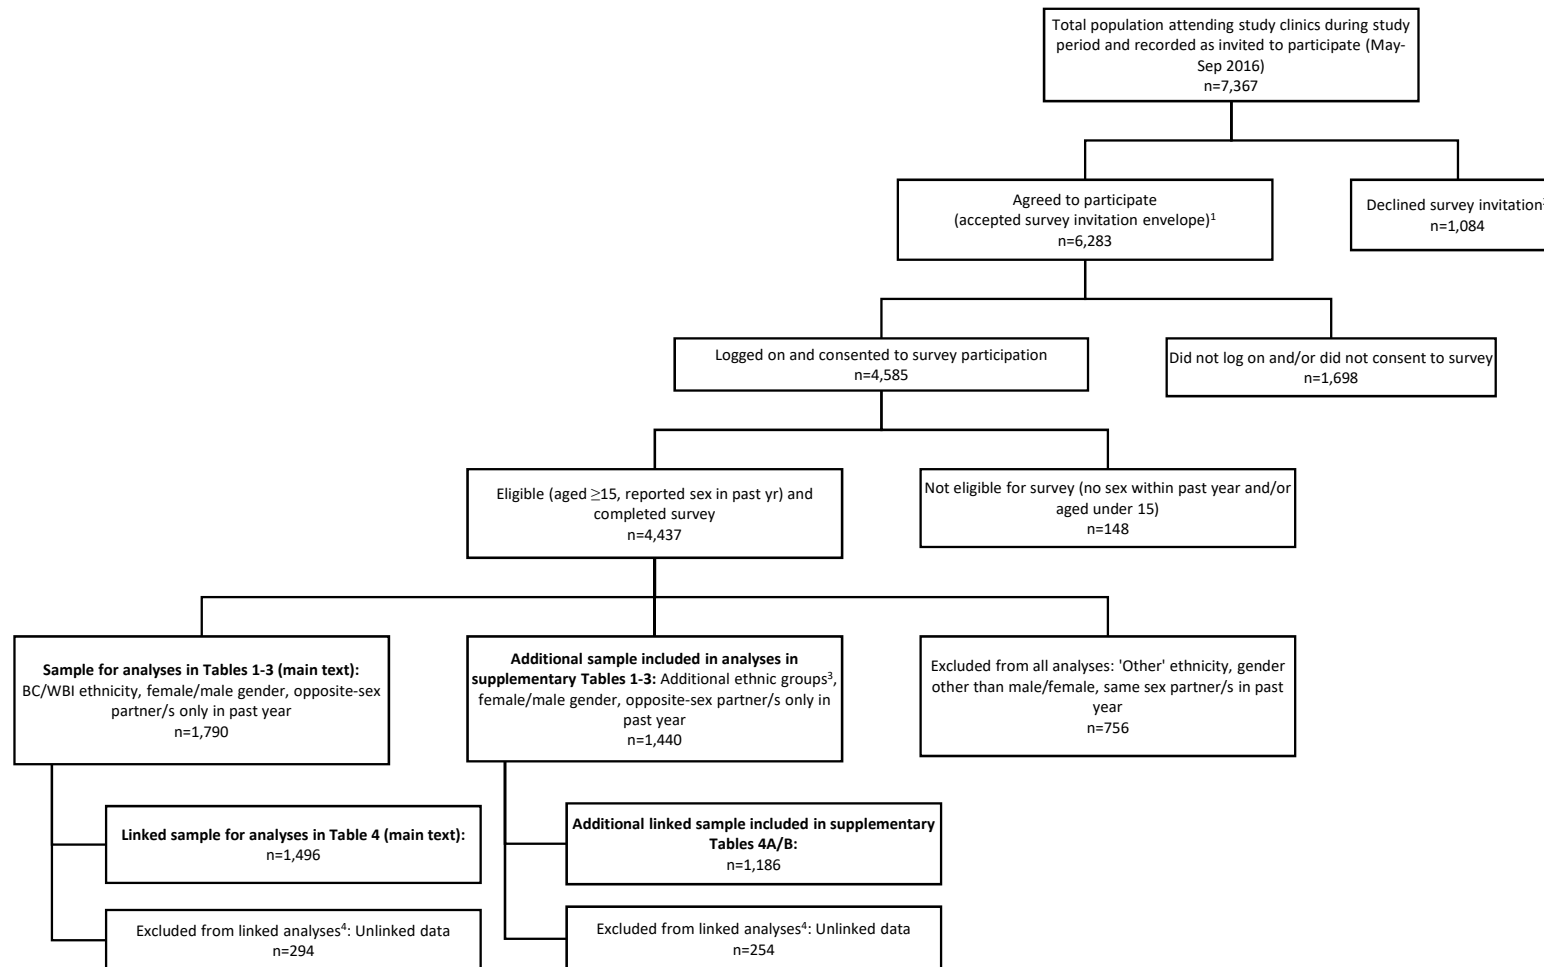 Total population attending study clinics during study
period and recorded as invited to participate (May-
Sep 2016)
n=7,367
Agreed to participate
(accepted survey invitation envelope)¹
n=6,283
Declined survey invitation
n=1,084
Logged on and consented to survey participation
n=4,585
Did not log on and/or did not consent to survey
n=1,698
Eligible (aged ≥15, reported sex in past yr) and
completed survey
n=4,437
Not eligible for survey (no sex within past year and/or
aged under 15)
n=148
Sample for analyses in Tables 1-3 (main text):
BC/WBI ethnicity, female/male gender, opposite-sex
partner/s only in past year
n=1,790
Additional sample included in analyses in
supplementary Tables 1-3: Additional ethnic groups³,
female/male gender, opposite-sex partner/s only in
past year
n=1,440
Excluded from all analyses: 'Other' ethnicity, gender
other than male/female, same sex partner/s in past
year
n=756
Linked sample for analyses in Table 4 (main text):
n=1,496
Additional linked sample included in supplementary
Tables 4A/B:
n=1,186
Excluded from linked analyses⁴: Unlinked data
n=294
Excluded from linked analyses⁴: Unlinked data
n=254